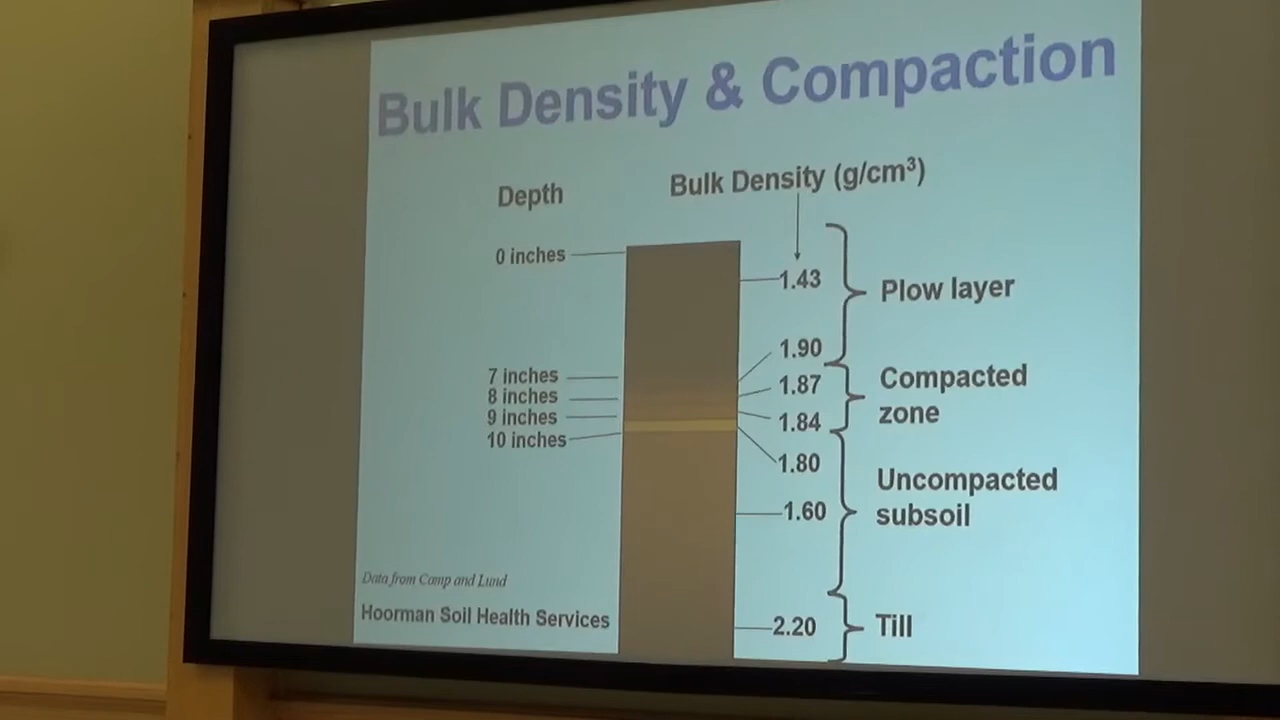 Bulk Density & Compaction
Depth
Bulk Density (g/cm³)
0 inches
1.43
Plow layer
1.90
7 inches
8 inches
9 inches
10 inches
1.87
1.84
Compacted
zone
1.80
1.60
Uncompacted
subsoil
2.20
Till
Data from Camp and Lund
Hoorman Soil Health Services